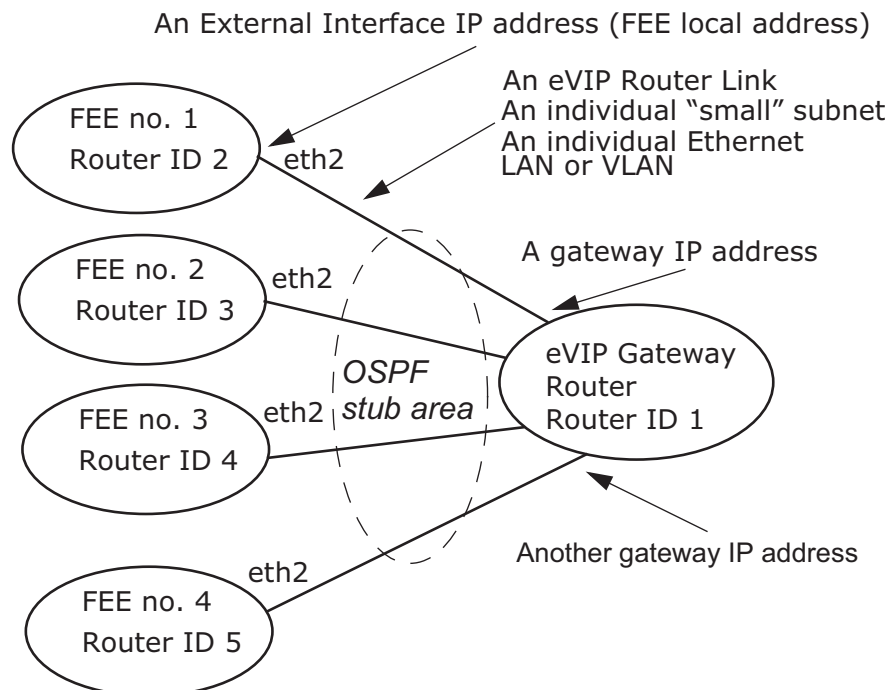 An External Interface IP address (FEE local address)
An eVIP Router Link
An individual “small” subnet
An individual Ethernet
LAN or VLAN
FEE no. 1
Router ID 2
eth2
A gateway IP address
FEE no. 2
Router ID 3
eth2
eVIP Gateway
Router
Router ID 1
OSPF
stub area
FEE no. 3
Router ID 4
eth2
Another gateway IP address
FEE no. 4
Router ID 5
eth2